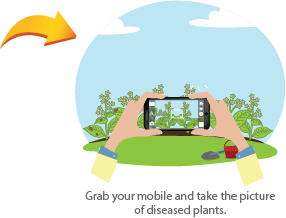 Grab your mobile and take the picture
of diseased plants.